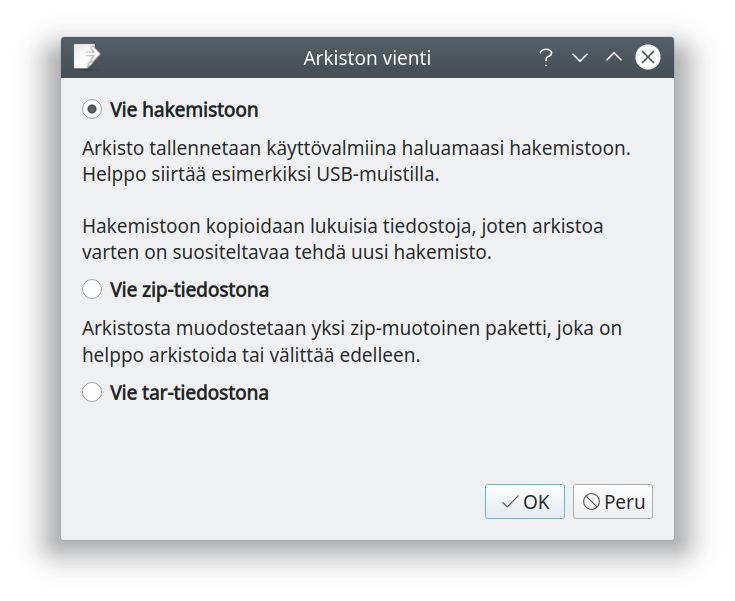 Arkiston vienti
Vie hakemistoon
Arkisto tallennetaan käyttövalmiina haluamaasi hakemistoon.
Helppo siirtää esimerkiksi USB-muistilla.
Hakemistoon kopioidaan lukuisia tiedostoja, joten arkistoa
varten on suositeltavaa tehdä uusi hakemisto.
Vie zip-tiedostona
Arkistosta muodostetaan yksi zip-muotoinen paketti, joka on
helppo arkistoida tai välittää edelleen.
Vie tar-tiedostona
OK Peru